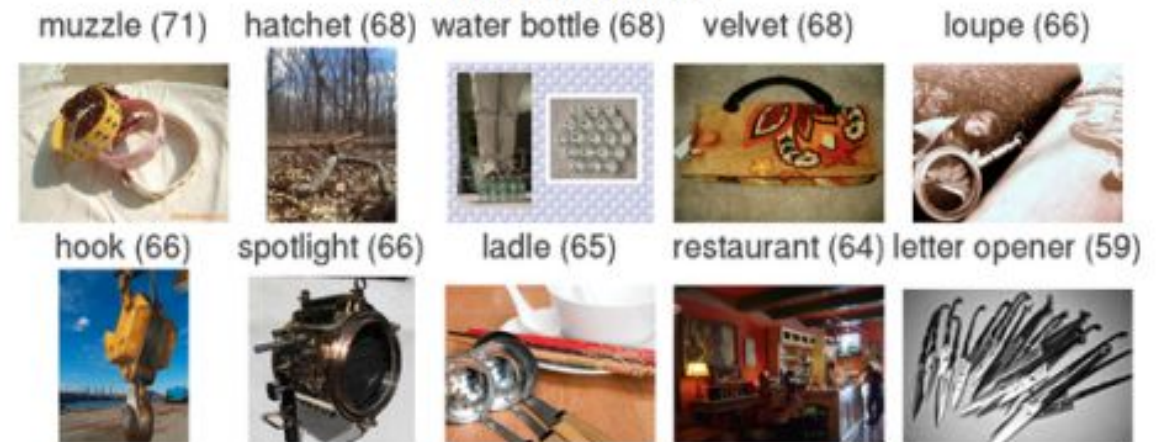 muzzle (71) hatchet (68) water bottle (68) velvet (68) loupe (66)
hook (66) spotlight (66) ladle (65) restaurant (64) letter opener (59)